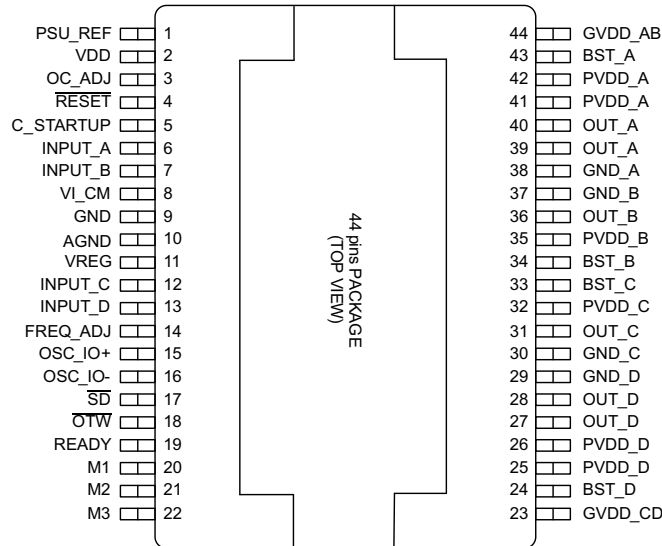 PSU_REF 1
VDD 2
OC_ADJ 3
RESET 4
C_STARTUP 5
INPUT_A 6
INPUT_B 7
VI_CM 8
GND 9
AGND 10
VREG 11
INPUT_C 12
INPUT_D 13
FREQ_ADJ 14
OSC_IO+ 15
OSC_IO- 16
SD 17
OTW 18
READY 19
M1 20
M2 21
M3 22
44 pins PACKAGE
(TOP VIEW)
44 GVDD_AB
43 BST_A
42 PVDD_A
41 PVDD_A
40 OUT_A
39 OUT_A
38 GND_A
37 GND_B
36 OUT_B
35 PVDD_B
34 BST_B
33 BST_C
32 PVDD_C
31 OUT_C
30 GND_C
29 GND_D
28 OUT_D
27 OUT_D
26 PVDD_D
25 PVDD_D
24 BST_D
23 GVDD_CD